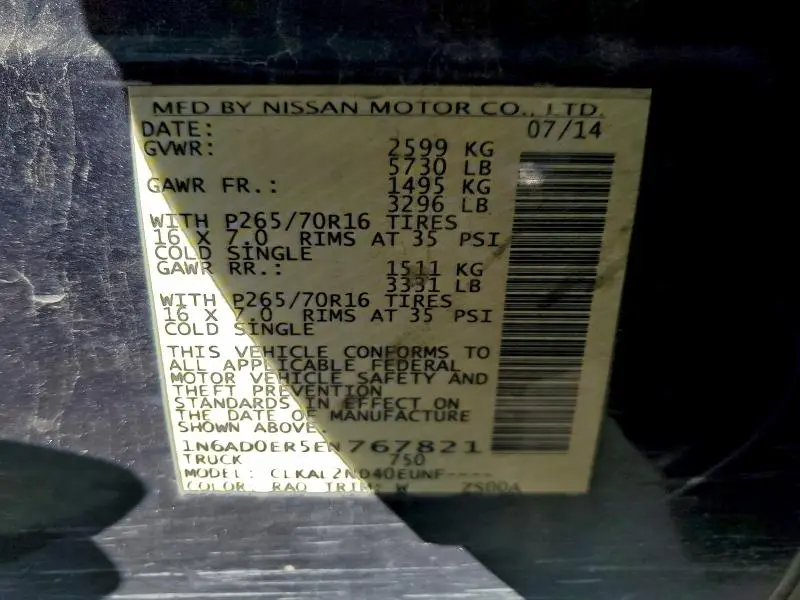 MFD BY NISSAN MOTOR CO., LTD.
DATE: 07/14
GVWR: 2599 KG
5730 LB
GAWR FR.: 1495 KG
3296 LB
WITH P265/70R16 TIRES
16 X 7.0 RIMS AT 35 PSI
COLD SINGLE
GAWR RR.: 1511 KG
3331 LB
WITH P265/70R16 TIRES
16 X 7.0 RIMS AT 35 PSI
COLD SINGLE
THIS VEHICLE CONFORMS TO
ALL APPLICABLE FEDERAL
MOTOR VEHICLE SAFETY AND
THEFT PREVENTION
STANDARDS IN EFFECT ON
THE DATE OF MANUFACTURE
SHOWN ABOVE.
1N6AD0ER5EN767821
TRUCK 750
MODEL: CLKAL2ND40EUNF----
COLOR: RAQ TRIM: W